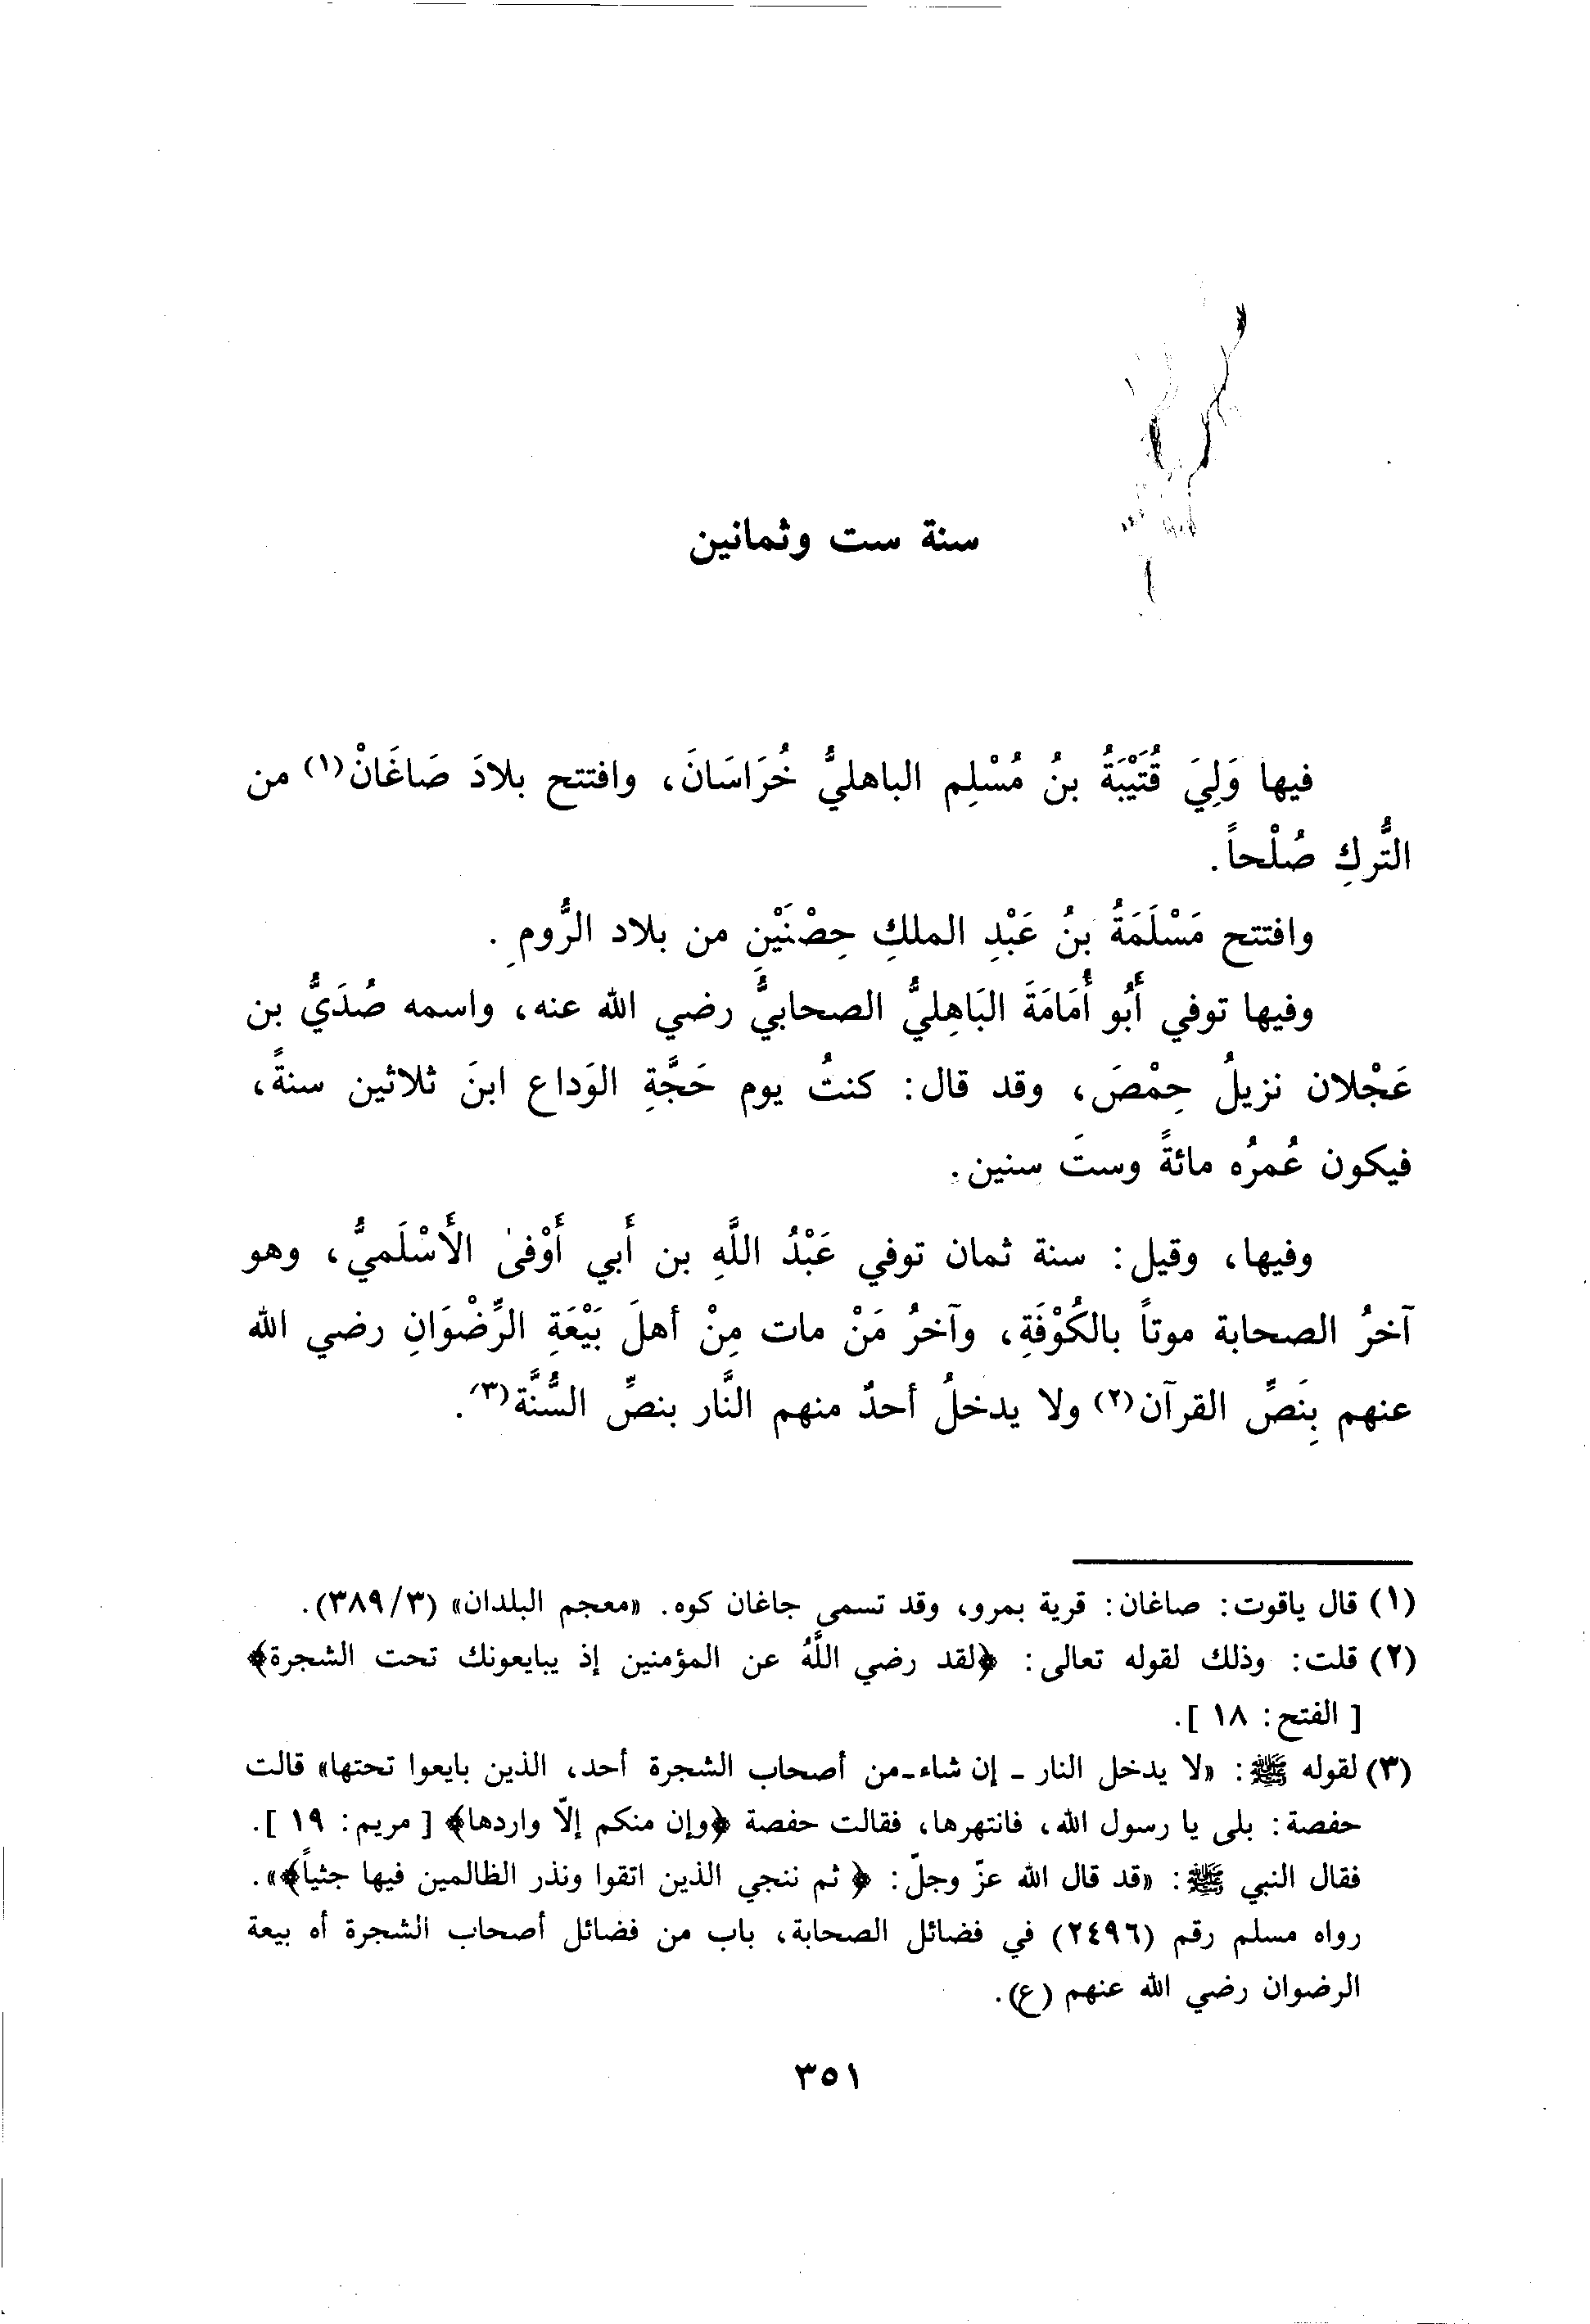 سنة ست وثمانين
فيها وَلِيَ قُتَيْبَةُ بنُ مُسْلِم الباهليُّ خُرَاسَانَ، وافتتح بلادَ صَاغَانْ(١) من
التُّركِ صُلْحاً.
وافتتح مَسْلَمَةُ بنُ عَبْدِ الملكِ حِصْنَيْنِ من بلاد الرُّومِ.
وفيها توفي أَبُو أُمَامَةَ البَاهِليُّ الصحابيُّ رضي الله عنه، واسمه صُدَيُّ بن
عَجْلان نزيلُ حِمْصَ، وقد قال: كنتُ يوم حَجَّةِ الوَداع ابنَ ثلاثين سنةً،
فيكون عُمرُه مائةً وستَ سنين.
وفيها، وقيل: سنة ثمان توفي عَبْدُ اللَّهِ بن أَبي أَوْفىٰ الأَسْلَميُّ، وهو
آخرُ الصحابة موتاً بالكُوْفَةِ، وآخرُ مَنْ مات مِنْ أهلَ بَيْعَةِ الرِّضْوَانِ رضي الله
عنهم بِنَصِّ القرآن(٢) ولا يدخلُ أحدٌ منهم النَّار بنصِّ السُّنَّة(٣).
(١) قال ياقوت: صاغان: قرية بمرو، وقد تسمى جاغان كوه. «معجم البلدان» (٣٨٩/٣).
(٢) قلت: وذلك لقوله تعالى: ﴿لقد رضي اللَّهُ عن المؤمنين إذ يبايعونك تحت الشجرة﴾
[ الفتح: ١٨ ].
(٣) لقوله ﷺ: «لا يدخل النار - إن شاء - من أصحاب الشجرة أحد، الذين بايعوا تحتها» قالت
حفصة: بلى يا رسول الله، فانتهرها، فقالت حفصة ﴿وإن منكم إلّا واردها﴾ [ مريم: ١٩ ].
فقال النبي ﷺ: «قد قال الله عزّ وجلّ: ﴿ ثم ننجي الذين اتقوا ونذر الظالمين فيها جثياً﴾».
رواه مسلم رقم (٢٤٩٦) في فضائل الصحابة، باب من فضائل أصحاب الشجرة أه بيعة
الرضوان رضي الله عنهم (ع).
٣٥١